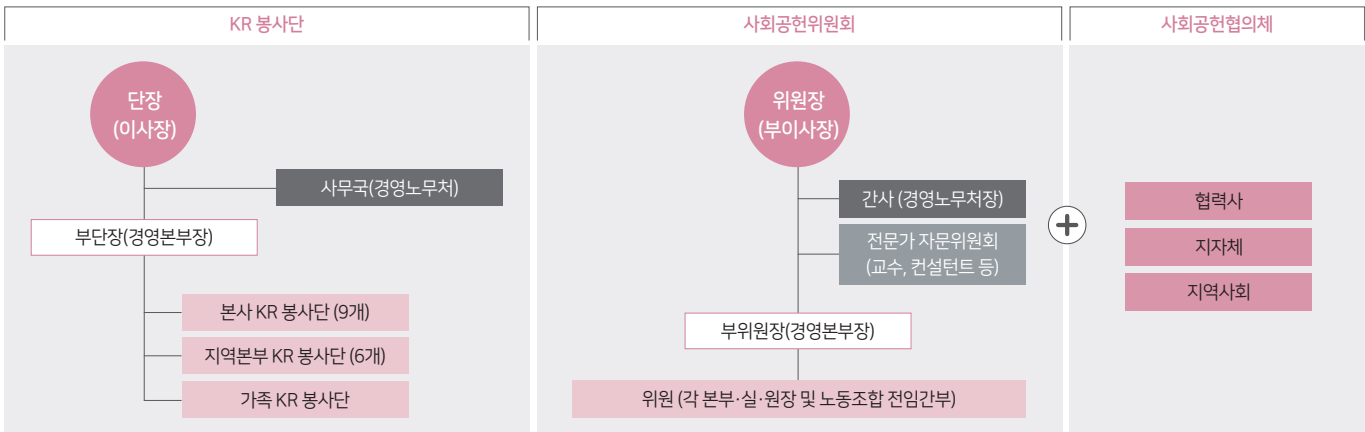 KR 봉사단
단장
(이사장)
사무국(경영노무처)
부단장(경영본부장)
본사 KR 봉사단 (9개)
지역본부 KR 봉사단 (6개)
가족 KR 봉사단
사회공헌위원회
위원장
(부이사장)
간사 (경영노무처장)
전문가 자문위원회
(교수, 컨설턴트 등)
부위원장(경영본부장)
위원 (각 본부·실·원장 및 노동조합 전임간부)
+
사회공헌협의체
협력사
지자체
지역사회